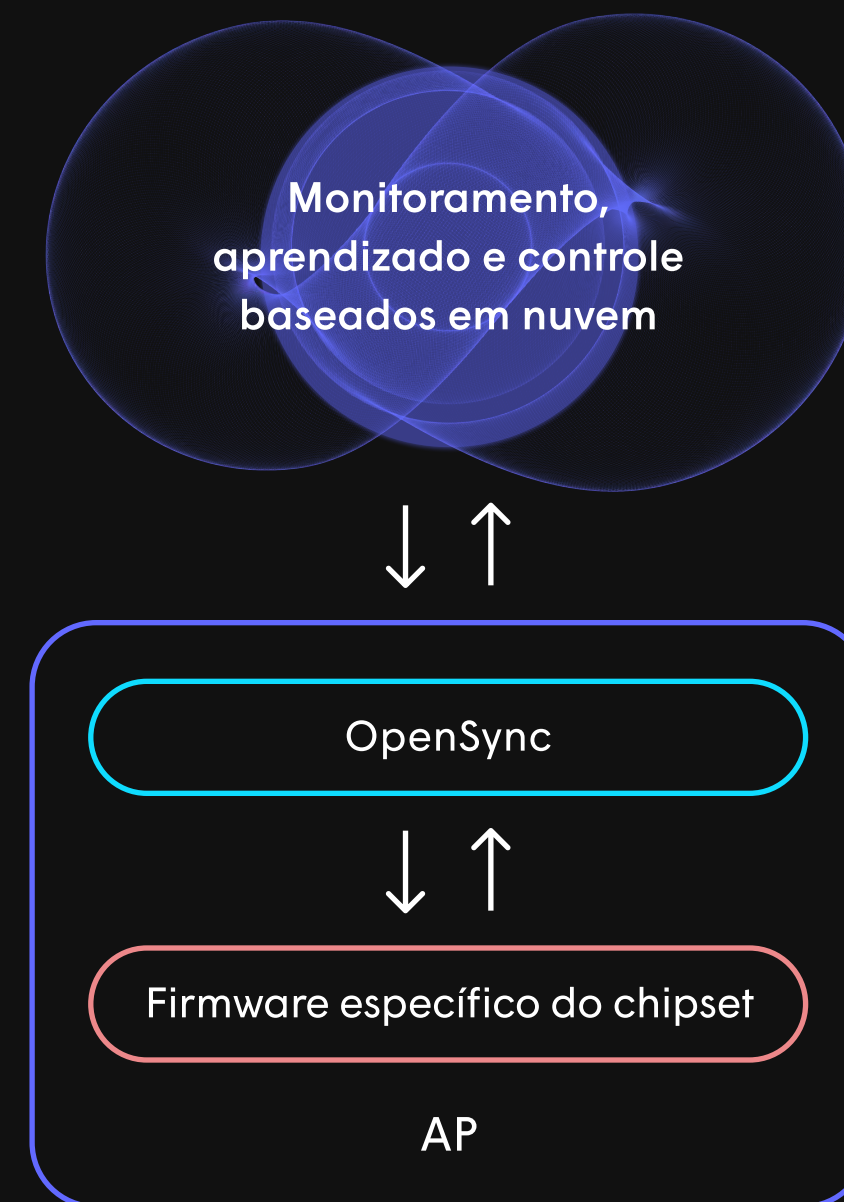 Monitoramento,
aprendizado e controle
baseados em nuvem
OpenSync
Firmware específico do chipset
AP